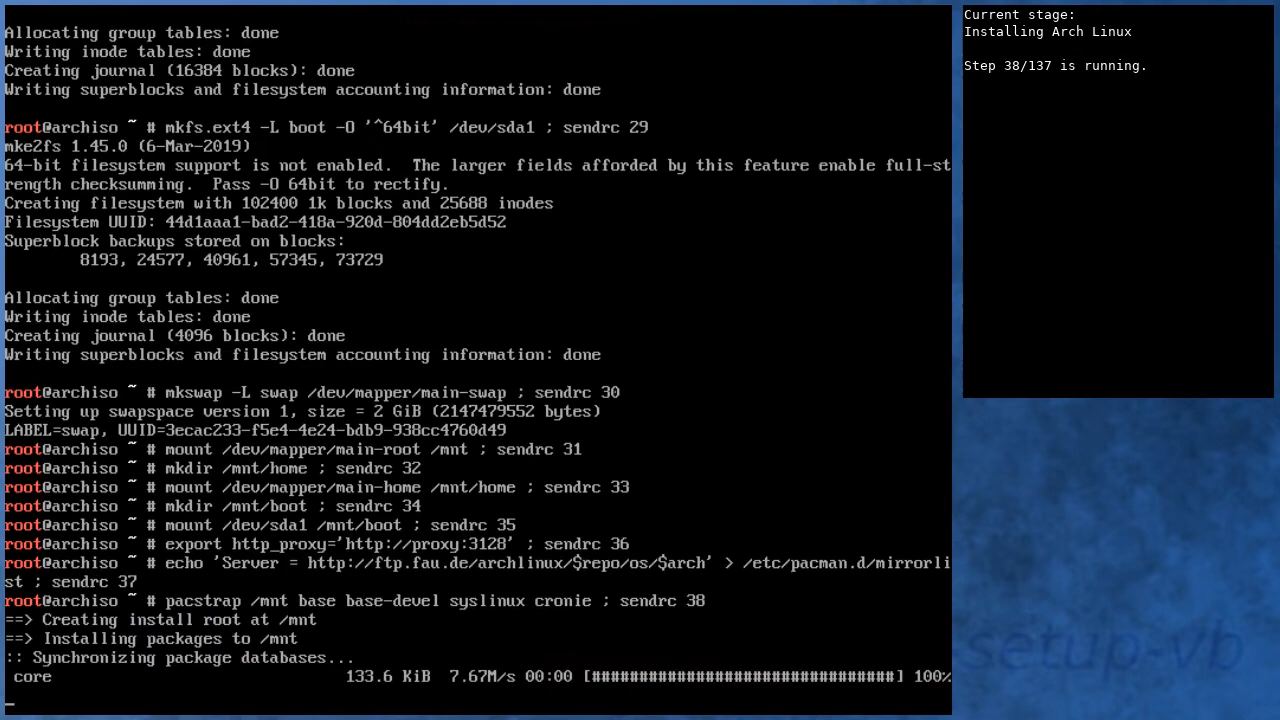 Allocating group tables: done
Writing inode tables: done
Creating journal (16384 blocks): done
Writing superblocks and filesystem accounting information: done
root@archiso ~ # mkfs.ext4 -L boot -O '^64bit' /dev/sda1 ; sendrc 29
mke2fs 1.45.0 (6-Mar-2019)
64-bit filesystem support is not enabled.  The larger fields afforded by this feature enable full-st
rength checksumming.  Pass -O 64bit to rectify.
Creating filesystem with 102400 1k blocks and 25688 inodes
Filesystem UUID: 44d1aaa1-bad2-418a-920d-804dd2eb5d52
Superblock backups stored on blocks:
        8193, 24577, 40961, 57345, 73729
Allocating group tables: done
Writing inode tables: done
Creating journal (4096 blocks): done
Writing superblocks and filesystem accounting information: done
root@archiso ~ # mkswap -L swap /dev/mapper/main-swap ; sendrc 30
Setting up swapspace version 1, size = 2 GiB (2147479552 bytes)
LABEL=swap, UUID=3ecac233-f5e4-4e24-bdb9-938cc4760d49
root@archiso ~ # mount /dev/mapper/main-root /mnt ; sendrc 31
root@archiso ~ # mkdir /mnt/home ; sendrc 32
root@archiso ~ # mount /dev/mapper/main-home /mnt/home ; sendrc 33
root@archiso ~ # mkdir /mnt/boot ; sendrc 34
root@archiso ~ # mount /dev/sda1 /mnt/boot ; sendrc 35
root@archiso ~ # export http_proxy='http://proxy:3128' ; sendrc 36
root@archiso ~ # echo 'Server = http://ftp.fau.de/archlinux/$repo/os/$arch' > /etc/pacman.d/mirrorli
st ; sendrc 37
root@archiso ~ # pacstrap /mnt base base-devel syslinux cronie ; sendrc 38
==> Creating install root at /mnt
==> Installing packages to /mnt
:: Synchronizing package databases...
 core                               133.6 KiB  7.67M/s 00:00 [################################] 100%
Current stage:
Installing Arch Linux
Step 38/137 is running.
setup-vb